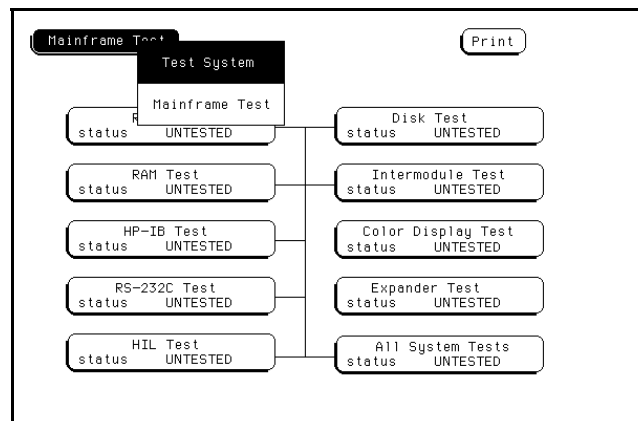 Mainframe Test
Print
Test System
Mainframe Test
status UNTESTED
Disk Test
status UNTESTED
RAM Test
status UNTESTED
Intermodule Test
status UNTESTED
HP-IB Test
status UNTESTED
Color Display Test
status UNTESTED
RS-232C Test
status UNTESTED
Expander Test
status UNTESTED
HIL Test
status UNTESTED
All System Tests
status UNTESTED